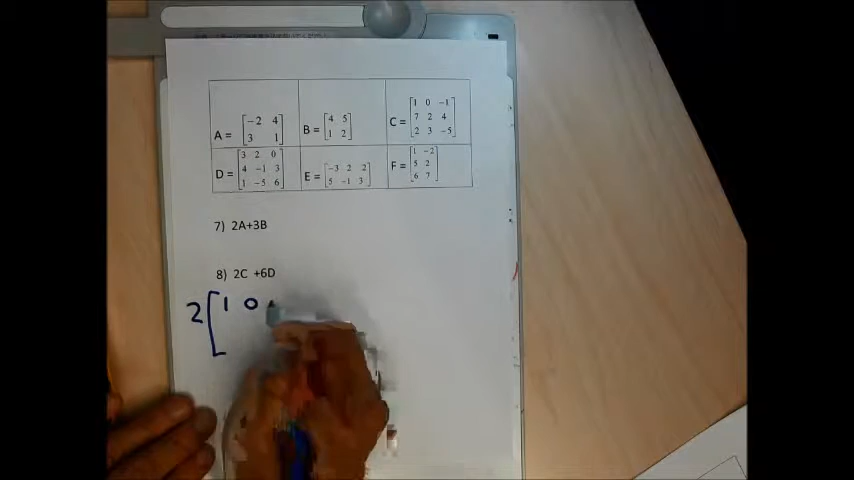 A = [-2 4 B = [4 5 C = [1 0 -1
3 1] 1 2] 7 2 4
2 3 -5]
D = [3 2 0 E = [-3 2 2 F = [1 -2
4 -1 3 5 -1 3] 5 2
1 -5 6] 6 7]
7) 2A+3B
8) 2C +6D
2 [1 0